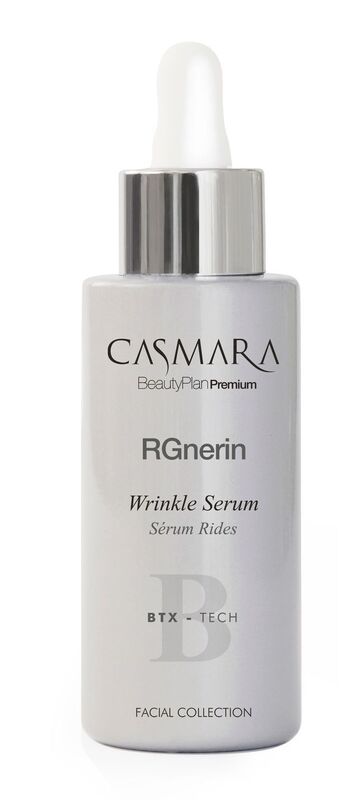 CASMARA
BeautyPlan Premium
RGnerin
Wrinkle Serum
Sérum Rides
B
BTX - TECH
FACIAL COLLECTION